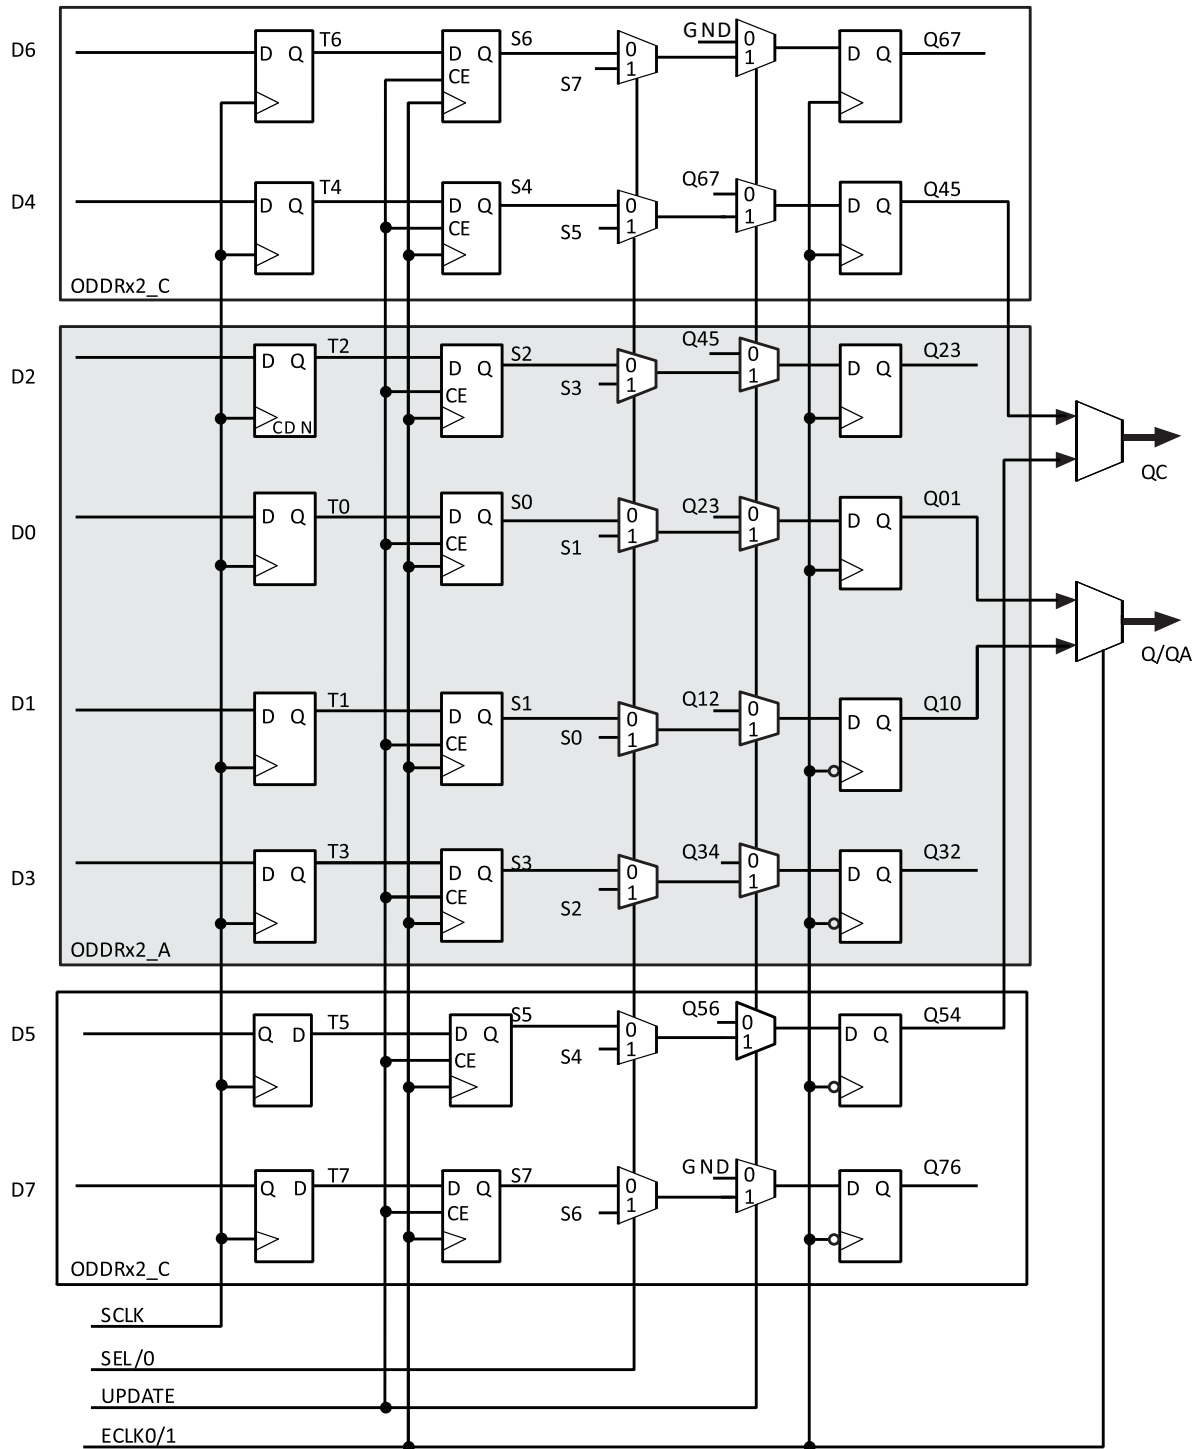 D6 D Q T6 D Q S6 0 GND 0 D Q Q67
CE S7 1 1
D4 D Q T4 D Q S4 0 Q67 0 D Q Q45
CE S5 1 1
ODDRx2_C
D2 D Q T2 D Q S2 0 Q45 0 D Q Q23
CE S3 1 1
CDN
QC
D0 D Q T0 D Q S0 0 Q23 0 D Q Q01
CE S1 1 1
Q/QA
D1 D Q T1 D Q S1 0 Q12 0 D Q Q10
CE S0 1 1
D3 D Q T3 D Q S3 0 Q34 0 D Q Q32
CE S2 1 1
ODDRx2_A
D5 Q D T5 D Q S5 0 Q56 0 D Q Q54
CE S4 1 1
D7 Q D T7 D Q S7 0 GND 0 D Q Q76
CE S6 1 1
ODDRx2_C
SCLK
SEL/0
UPDATE
ECLK0/1